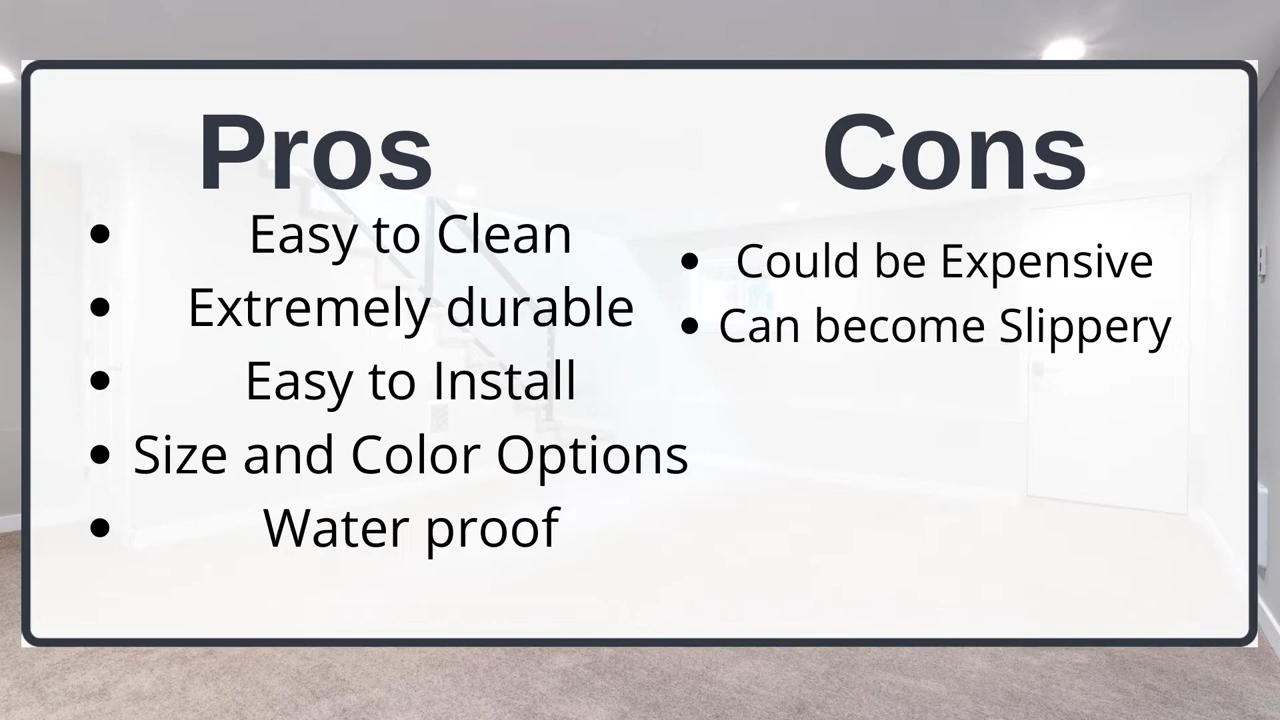 Pros
Easy to Clean
Extremely durable
Easy to Install
Size and Color Options
Water proof
Cons
Could be Expensive
Can become Slippery